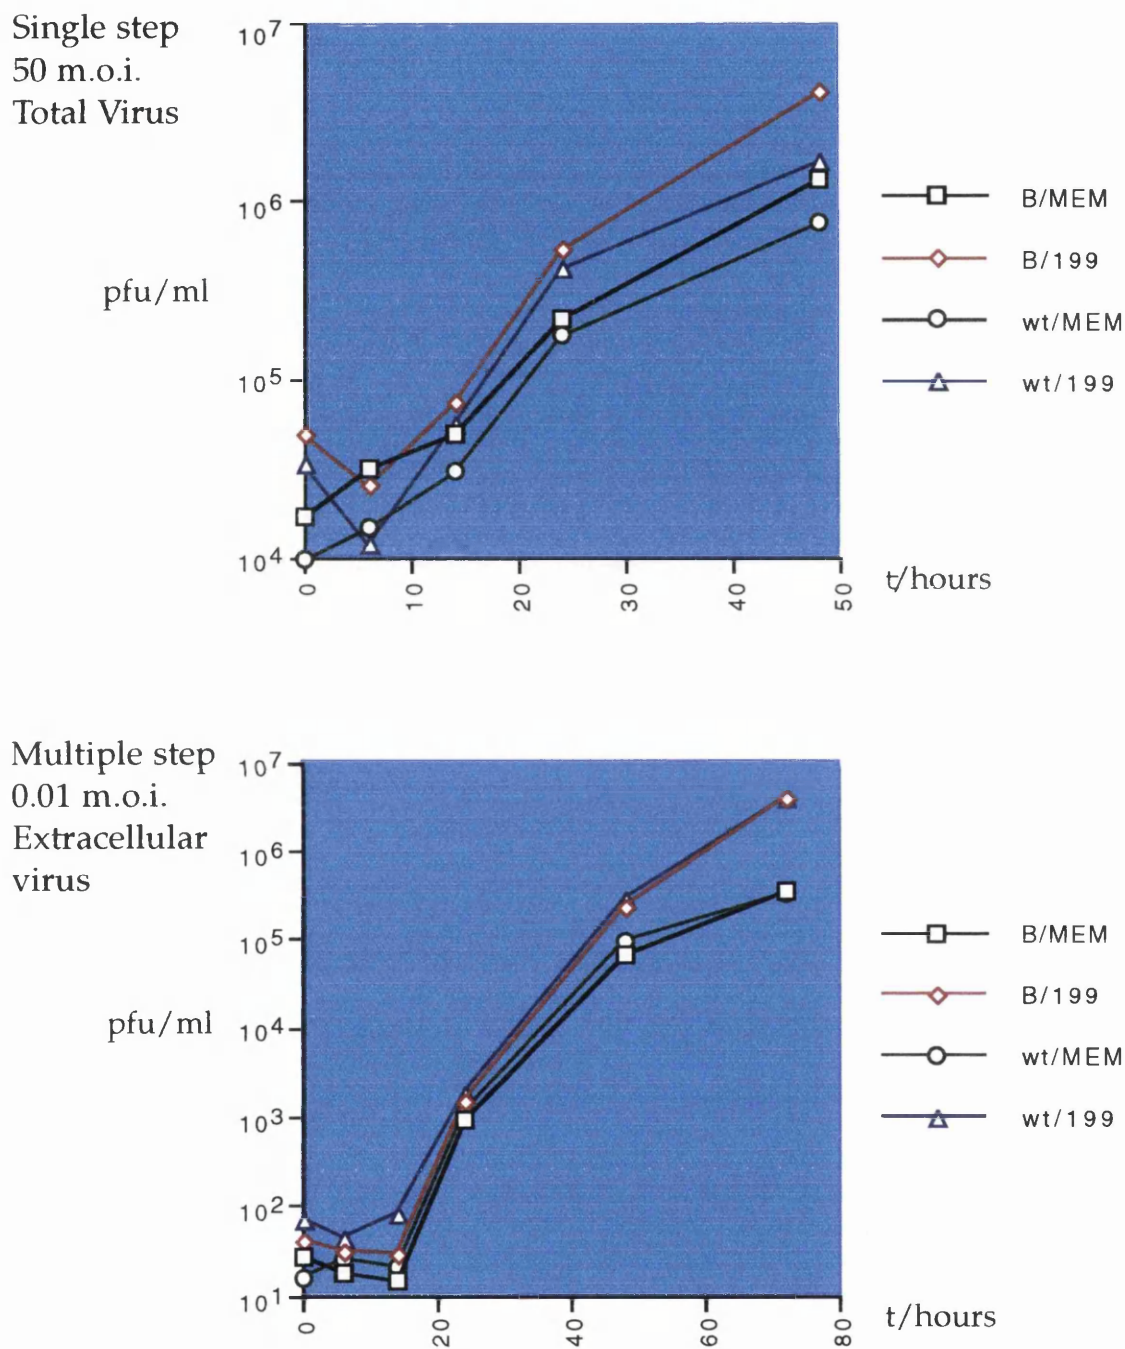 Single step
50 m.o.i.
Total Virus
pfu/ml
10⁷
10⁶
10⁵
10⁴
0
10
20
30
40
50
t/hours
B/MEM
B/199
wt/MEM
wt/199
Multiple step
0.01 m.o.i.
Extracellular
virus
pfu/ml
10⁷
10⁶
10⁵
10⁴
10³
10²
10¹
0
20
40
60
80
t/hours
B/MEM
B/199
wt/MEM
wt/199